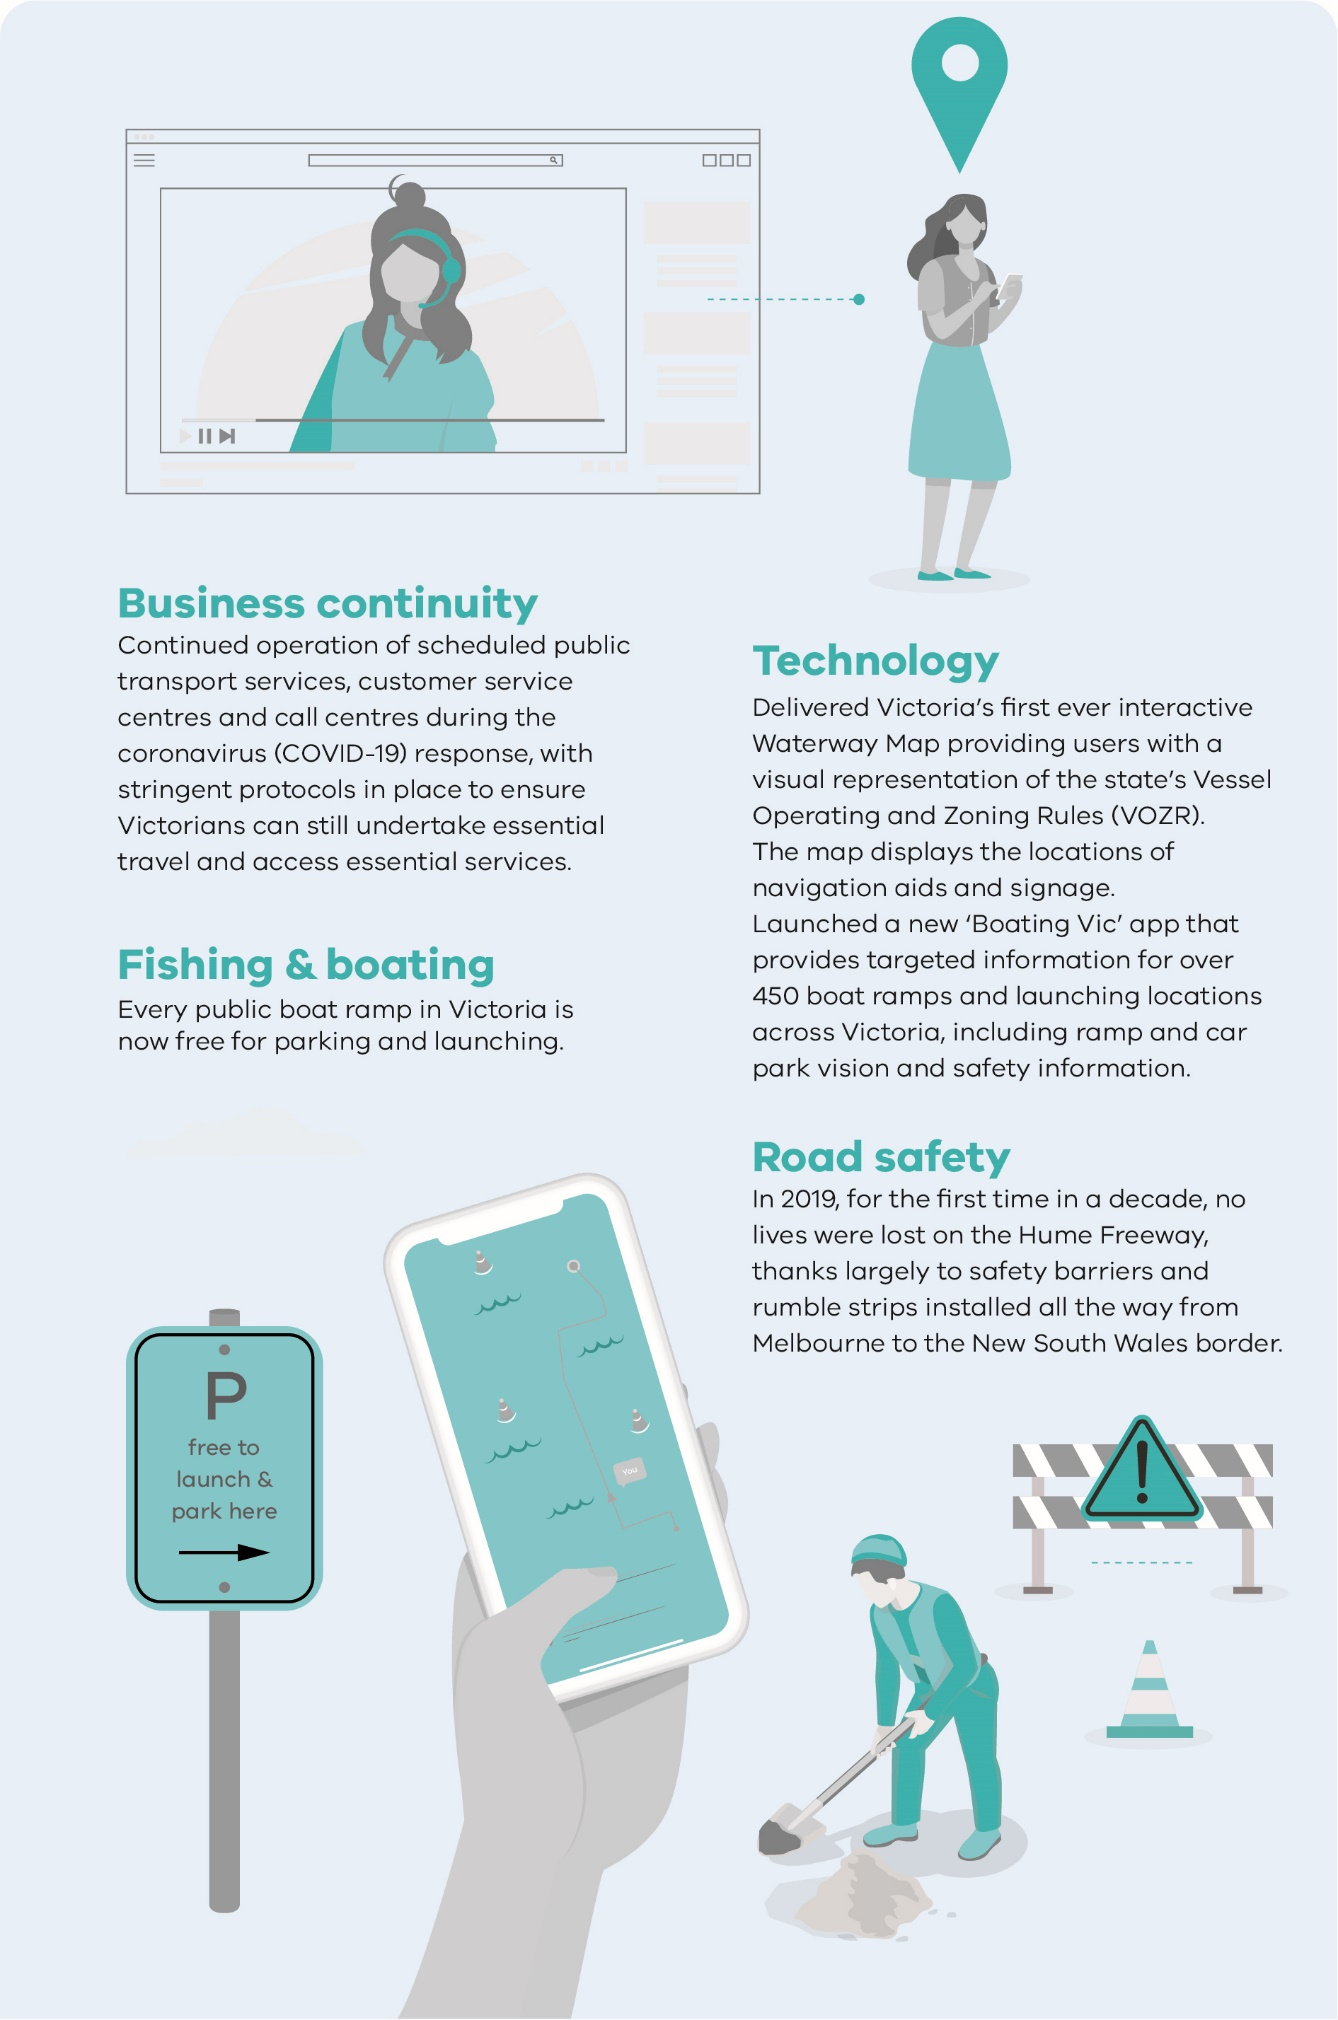 Business continuity
Continued operation of scheduled public
transport services, customer service
centres and call centres during the
coronavirus (COVID-19) response, with
stringent protocols in place to ensure
Victorians can still undertake essential
travel and access essential services.
Fishing & boating
Every public boat ramp in Victoria is
now free for parking and launching.
Technology
Delivered Victoria’s first ever interactive
Waterway Map providing users with a
visual representation of the state’s Vessel
Operating and Zoning Rules (VOZR).
The map displays the locations of
navigation aids and signage.
Launched a new ‘Boating Vic’ app that
provides targeted information for over
450 boat ramps and launching locations
across Victoria, including ramp and car
park vision and safety information.
Road safety
In 2019, for the first time in a decade, no
lives were lost on the Hume Freeway,
thanks largely to safety barriers and
rumble strips installed all the way from
Melbourne to the New South Wales border.
P
free to
launch &
park here
You
!